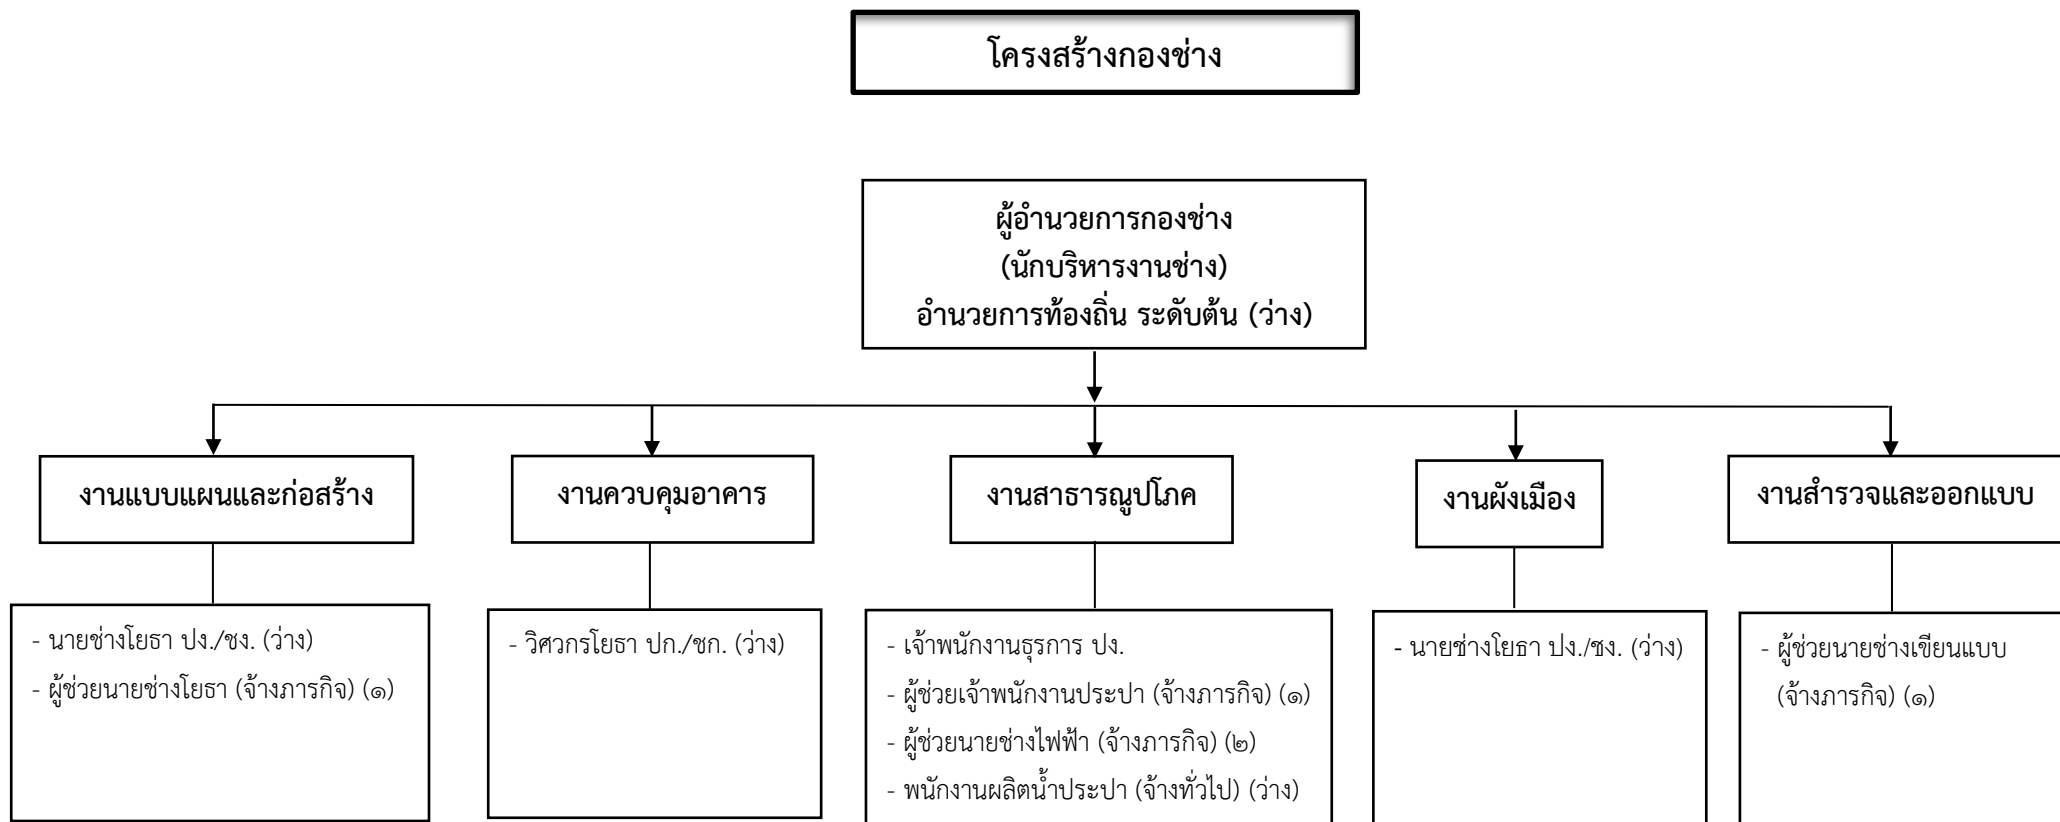 โครงสร้างกองช่าง
ผู้อำนวยการกองช่าง
(นักบริหารงานช่าง)
อำนวยการท้องถิ่น ระดับต้น (ว่าง)
งานแบบแผนและก่อสร้าง
งานควบคุมอาคาร
งานสาธารณูปโภค
งานผังเมือง
งานสำรวจและออกแบบ
- นายช่างโยธา ปง./ชง. (ว่าง)
- ผู้ช่วยนายช่างโยธา (จ้างภารกิจ) (๑)
- วิศวกรโยธา ปก./ชก. (ว่าง)
- เจ้าพนักงานธุรการ ปง.
- ผู้ช่วยเจ้าพนักงานประปา (จ้างภารกิจ) (๑)
- ผู้ช่วยนายช่างไฟฟ้า (จ้างภารกิจ) (๒)
- พนักงานผลิตน้ำประปา (จ้างทั่วไป) (ว่าง)
- นายช่างโยธา ปง./ชง. (ว่าง)
- ผู้ช่วยนายช่างเขียนแบบ
(จ้างภารกิจ) (๑)